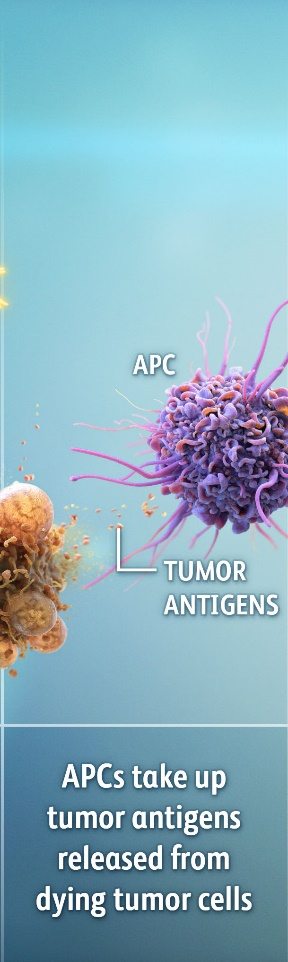 APC
TUMOR
ANTIGENS
APCs take up
tumor antigens
released from
dying tumor cells